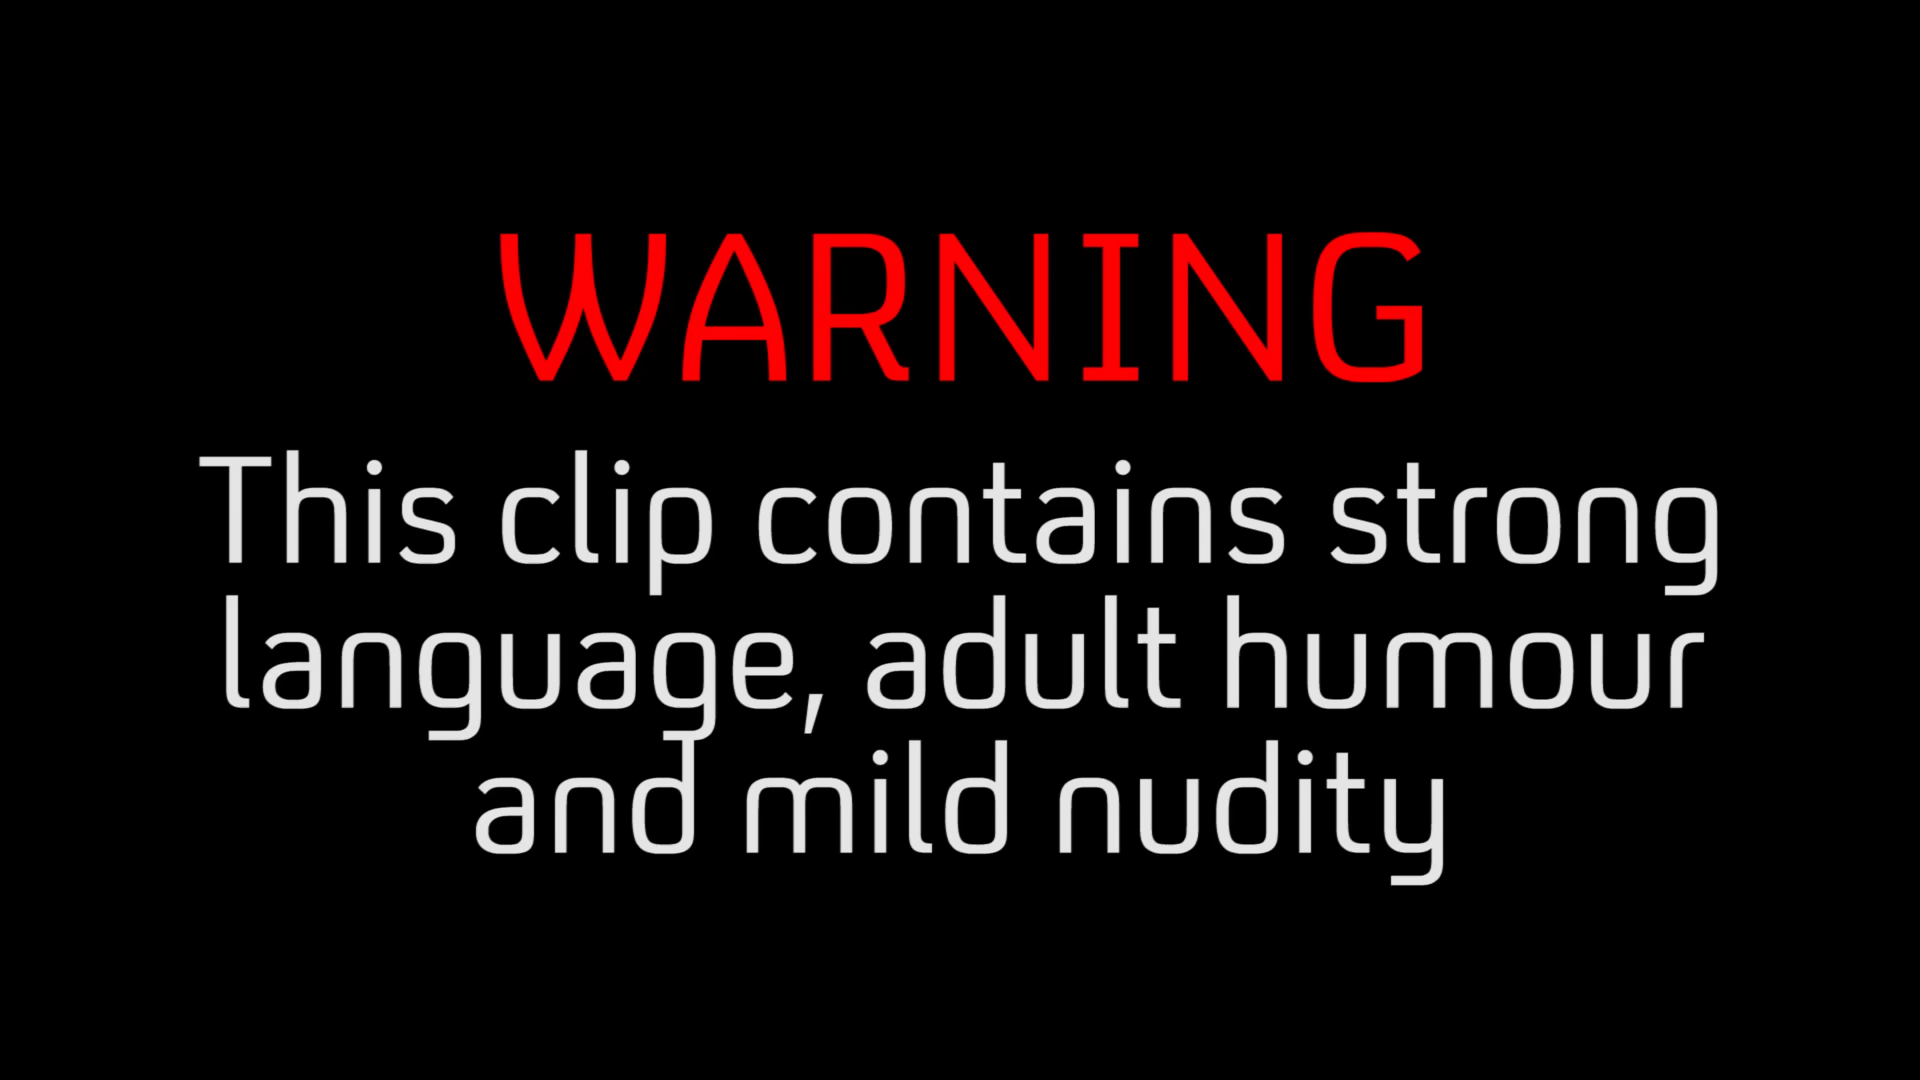 WARNING
This clip contains strong
language, adult humour
and mild nudity